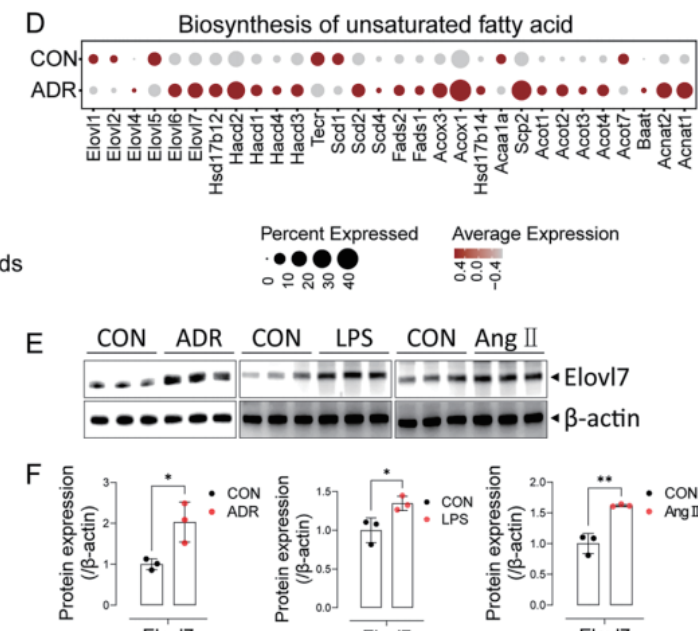 D
Biosynthesis of unsaturated fatty acid
CON
ADR
Elovl1 Elovl2 Elovl4 Elovl5 Elovl6 Elovl7 Hsd17b12 Hacd2 Hacd1 Hacd4 Hacd3 Tecr Scd1 Scd2 Scd4 Fads2 Fads1 Acox3 Acox1 Hsd17b14 Acaa1a Scp2 Acot1 Acot2 Acot3 Acot4 Acot7 Baat Acnat2 Acnat1
ds
Percent Expressed Average Expression
0 10 20 30 40 0.4 0.0 -0.4
E
CON ADR CON LPS CON Ang Ⅱ
Elovl7
β-actin
F
Protein expression
(/β-actin)
3
2
1
0
*
CON
ADR
Protein expression
(/β-actin)
1.5
1.0
0.5
0.0
*
CON
LPS
Protein expression
(/β-actin)
2.0
1.5
1.0
0.5
0.0
**
CON
Ang Ⅱ